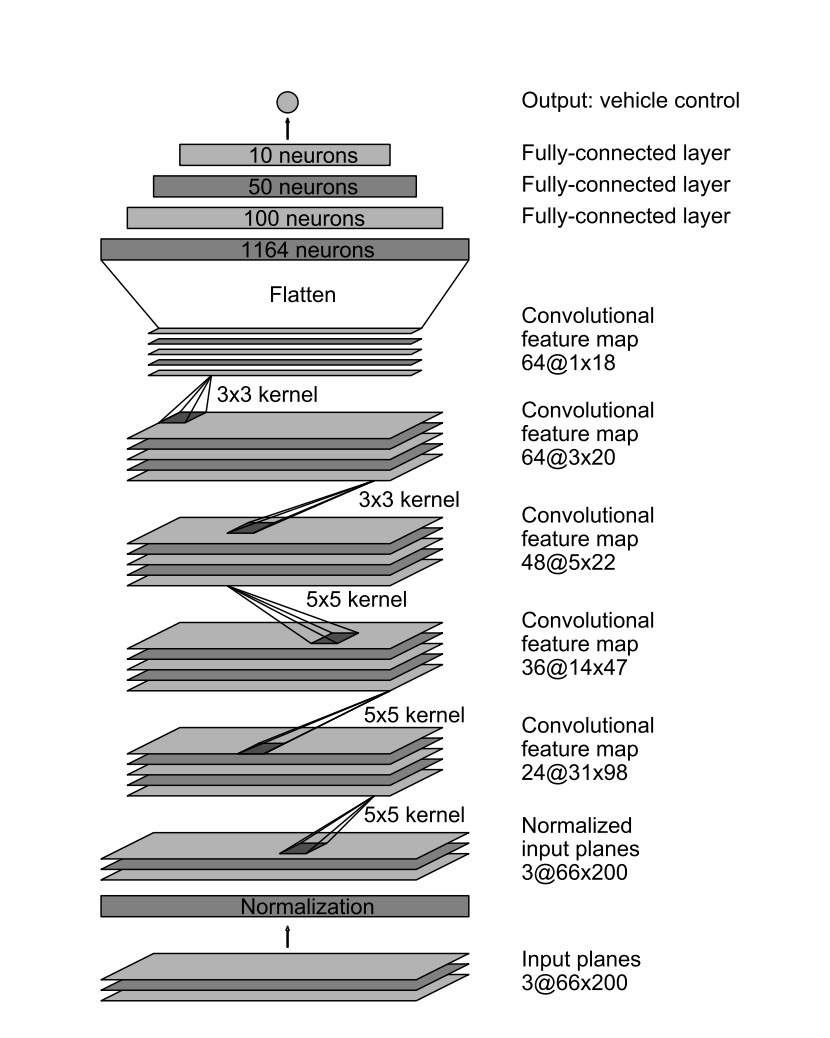 Output: vehicle control
10 neurons
Fully-connected layer
50 neurons
Fully-connected layer
100 neurons
Fully-connected layer
1164 neurons
Flatten
Convolutional
feature map
64@1x18
3x3 kernel
Convolutional
feature map
64@3x20
3x3 kernel
Convolutional
feature map
48@5x22
5x5 kernel
Convolutional
feature map
36@14x47
5x5 kernel
Convolutional
feature map
24@31x98
5x5 kernel
Normalized
input planes
3@66x200
Normalization
Input planes
3@66x200